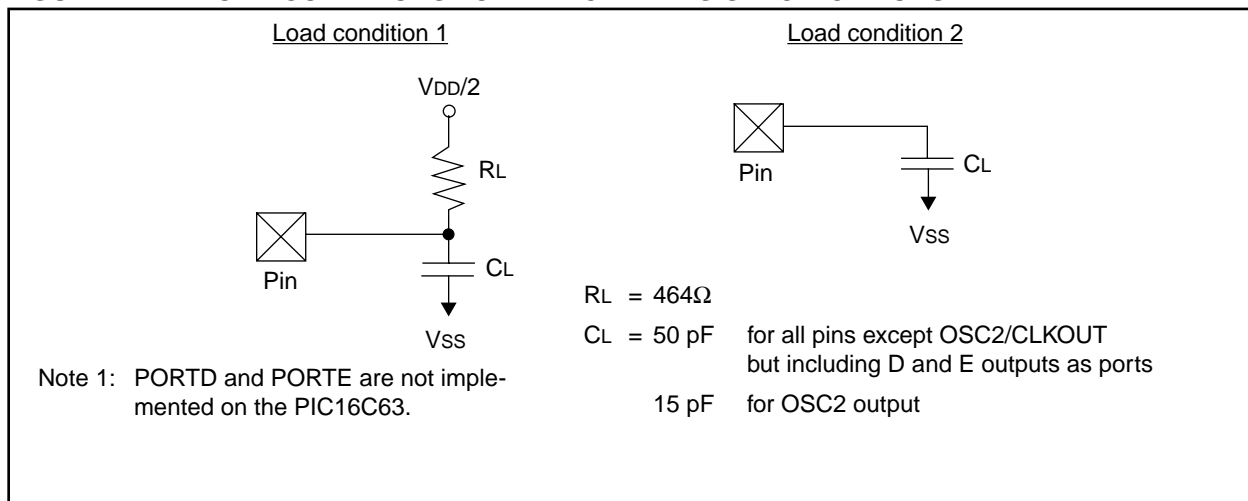 Load condition 1
VDD/2
RL
Pin
CL
VSS
Note 1: PORTD and PORTE are not imple-
mented on the PIC16C63.
Load condition 2
Pin
CL
VSS
RL = 464Ω
CL = 50 pF for all pins except OSC2/CLKOUT
but including D and E outputs as ports
15 pF for OSC2 output